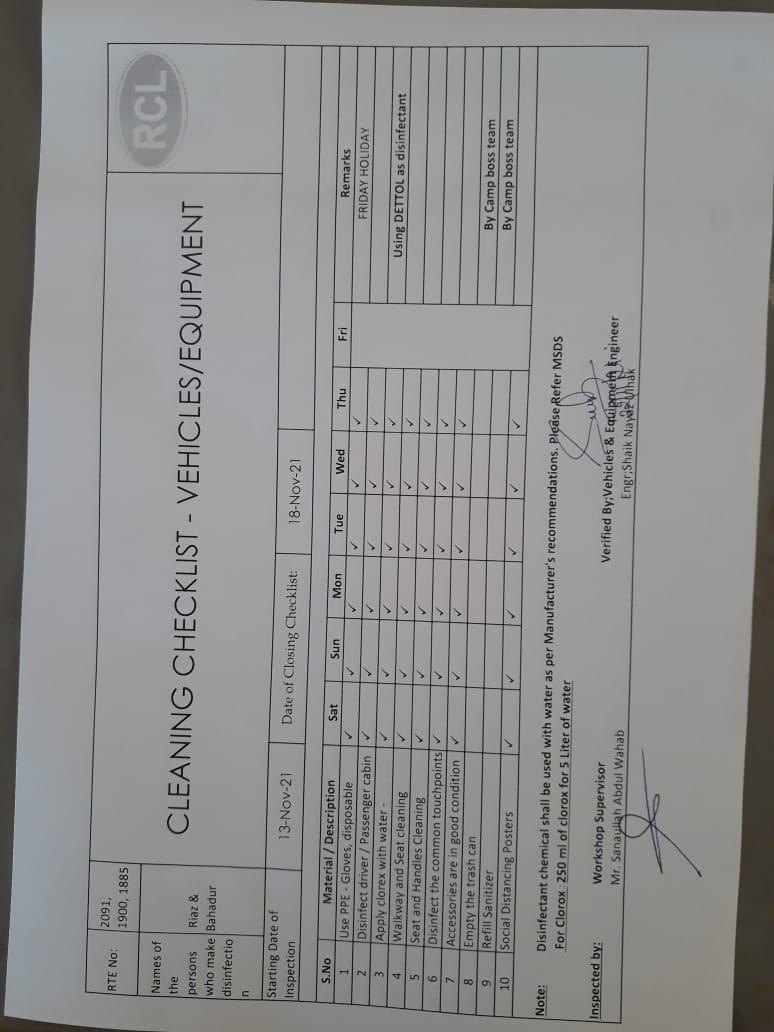 RTE No: 2091, 1900, 1885
CLEANING CHECKLIST - VEHICLES/EQUIPMENT
RCL
Names of the persons who make disinfectio n
Riaz & Bahadur
Starting Date of Inspection
13-Nov-21
Date of Closing Checklist:
18-Nov-21
S.No Material / Description Sat Sun Mon Tue Wed Thu Fri Remarks
1 Use PPE - Gloves, disposable ✓ ✓ ✓ ✓ ✓ ✓ FRIDAY HOLIDAY
2 Disinfect driver / Passenger cabin ✓ ✓ ✓ ✓ ✓ ✓
3 Apply clorex with water - ✓ ✓ ✓ ✓ ✓ ✓ Using DETTOL as disinfectant
4 Walkway and Seat cleaning ✓ ✓ ✓ ✓ ✓ ✓
5 Seat and Handles Cleaning ✓ ✓ ✓ ✓ ✓ ✓
6 Disinfect the common touchpoints ✓ ✓ ✓ ✓ ✓ ✓
7 Accessories are in good condition ✓ ✓ ✓ ✓ ✓ ✓
8 Empty the trash can By Camp boss team
9 Refill Sanitizer By Camp boss team
10 Social Distancing Posters ✓ ✓ ✓ ✓ ✓ ✓
Note: Disinfectant chemical shall be used with water as per Manufacturer's recommendations. Please Refer MSDS
For Clorox : 250 ml of clorox for 5 Liter of water
Inspected by: Workshop Supervisor Verified By;Vehicles & Equipment Engineer
Mr. Sanaullah Abdul Wahab Engr;Shaik Nayaz